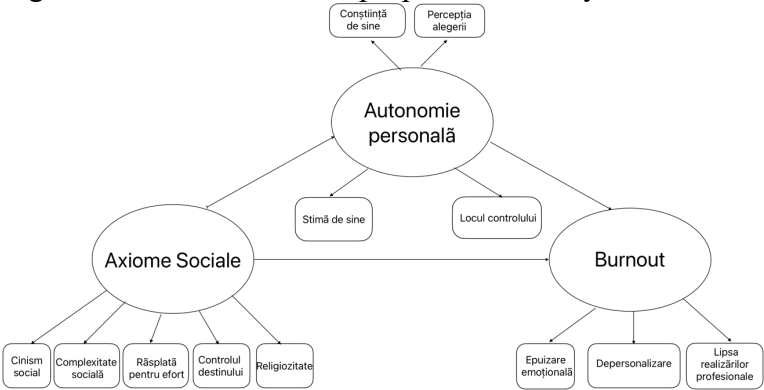 Conștiință
de sine
Percepția
alegerii
Autonomie
personală
Stimă de sine
Locul controlului
Axiome Sociale
Burnout
Cinism
social
Complexitate
socială
Răsplată
pentru efort
Controlul
destinului
Religiozitate
Epuizare
emoțională
Depersonalizare
Lipsa
realizărilor
profesionale